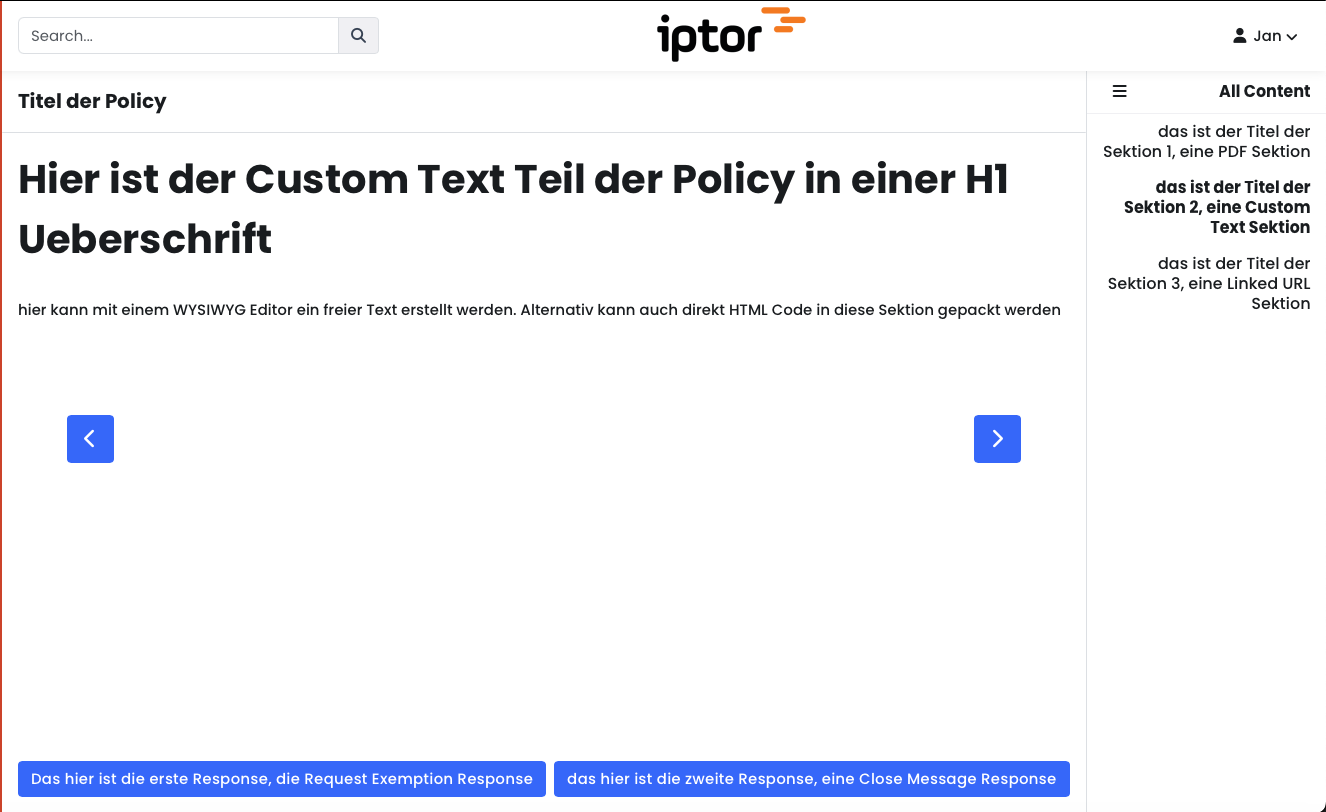 Search...
iptor
Jan
Titel der Policy
All Content
Hier ist der Custom Text Teil der Policy in einer H1
Ueberschrift
hier kann mit einem WYSIWYG Editor ein freier Text erstellt werden. Alternativ kann auch direkt HTML Code in diese Sektion gepackt werden
das ist der Titel der
Sektion 1, eine PDF Sektion
das ist der Titel der
Sektion 2, eine Custom
Text Sektion
das ist der Titel der
Sektion 3, eine Linked URL
Sektion
Das hier ist die erste Response, die Request Exemption Response
das hier ist die zweite Response, eine Close Message Response